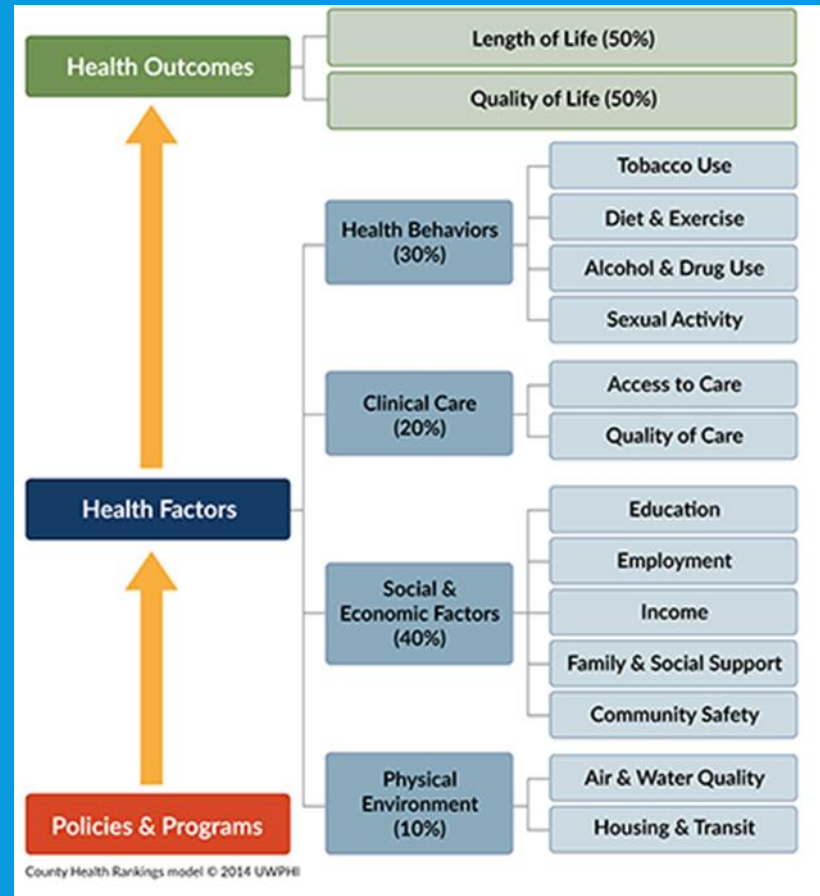 Health Outcomes
Length of Life (50%)
Quality of Life (50%)
Health Factors
Health Behaviors
(30%)
Tobacco Use
Diet & Exercise
Alcohol & Drug Use
Sexual Activity
Clinical Care
(20%)
Access to Care
Quality of Care
Social &
Economic Factors
(40%)
Education
Employment
Income
Family & Social Support
Community Safety
Physical
Environment
(10%)
Air & Water Quality
Housing & Transit
Policies & Programs
County Health Rankings model © 2014 UWPHI